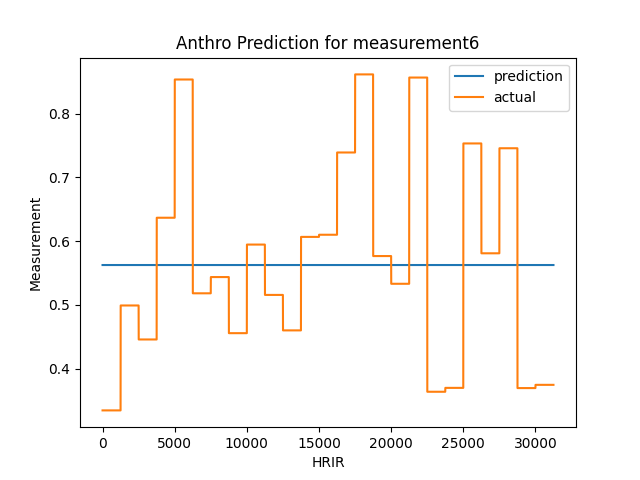 Anthro Prediction for measurement6
prediction
actual
0.8
0.7
0.6
0.5
0.4
Measurement
0 5000 10000 15000 20000 25000 30000
HRIR